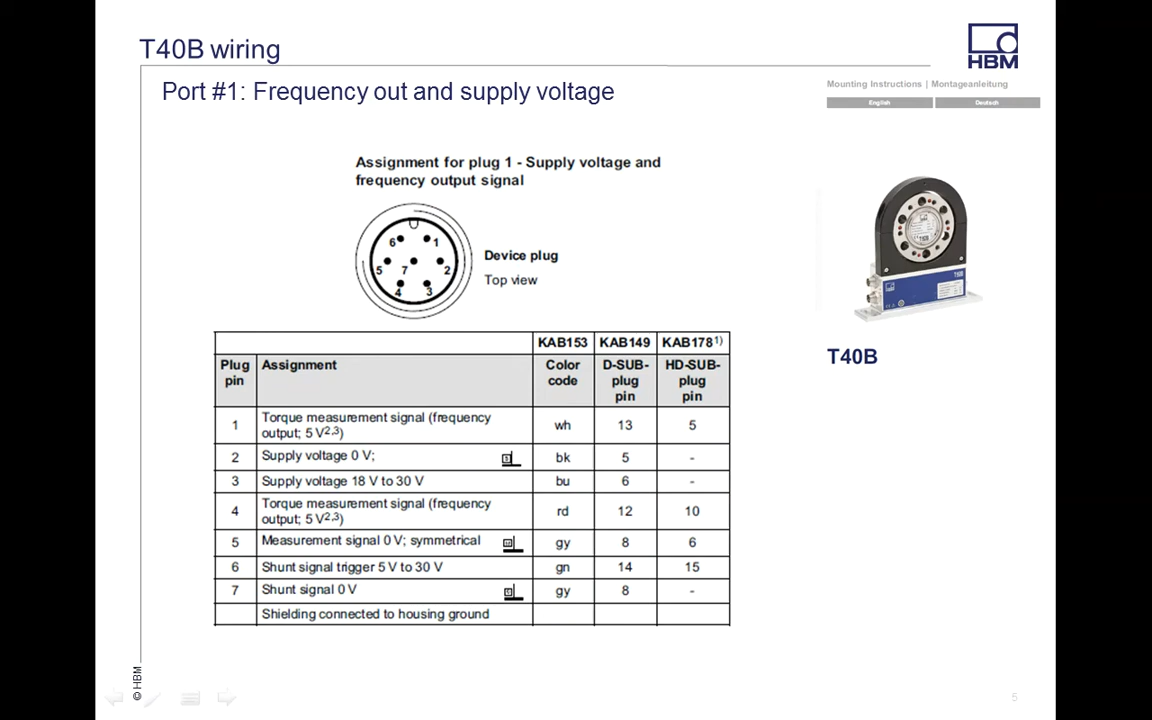 T40B wiring
HBM
Port #1: Frequency out and supply voltage
Mounting Instructions | Montageanleitung
English Deutsch
Assignment for plug 1 - Supply voltage and
frequency output signal
6 1
5 7 2
4 3
Device plug
Top view
T40B
KAB153 KAB149 KAB178 1)
Plug pin Assignment Color code D-SUB-plug pin HD-SUB-plug pin
1 Torque measurement signal (frequency output; 5 V2,3) wh 13 5
2 Supply voltage 0 V; bk 5 -
3 Supply voltage 18 V to 30 V bu 6 -
4 Torque measurement signal (frequency output; 5 V2,3) rd 12 10
5 Measurement signal 0 V; symmetrical gy 8 6
6 Shunt signal trigger 5 V to 30 V gn 14 15
7 Shunt signal 0 V gy 8 -
Shielding connected to housing ground
© HBM
5